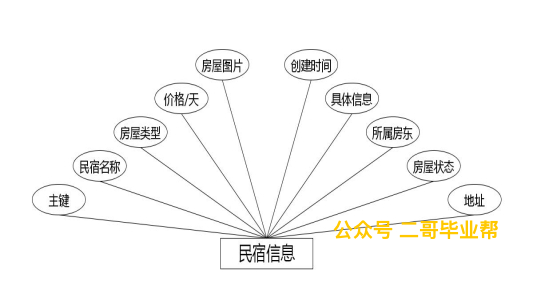 房屋图片
创建时间
价格/天
具体信息
房屋类型
所属房东
民宿名称
房屋状态
主键
地址
公众号 二哥毕业帮
民宿信息